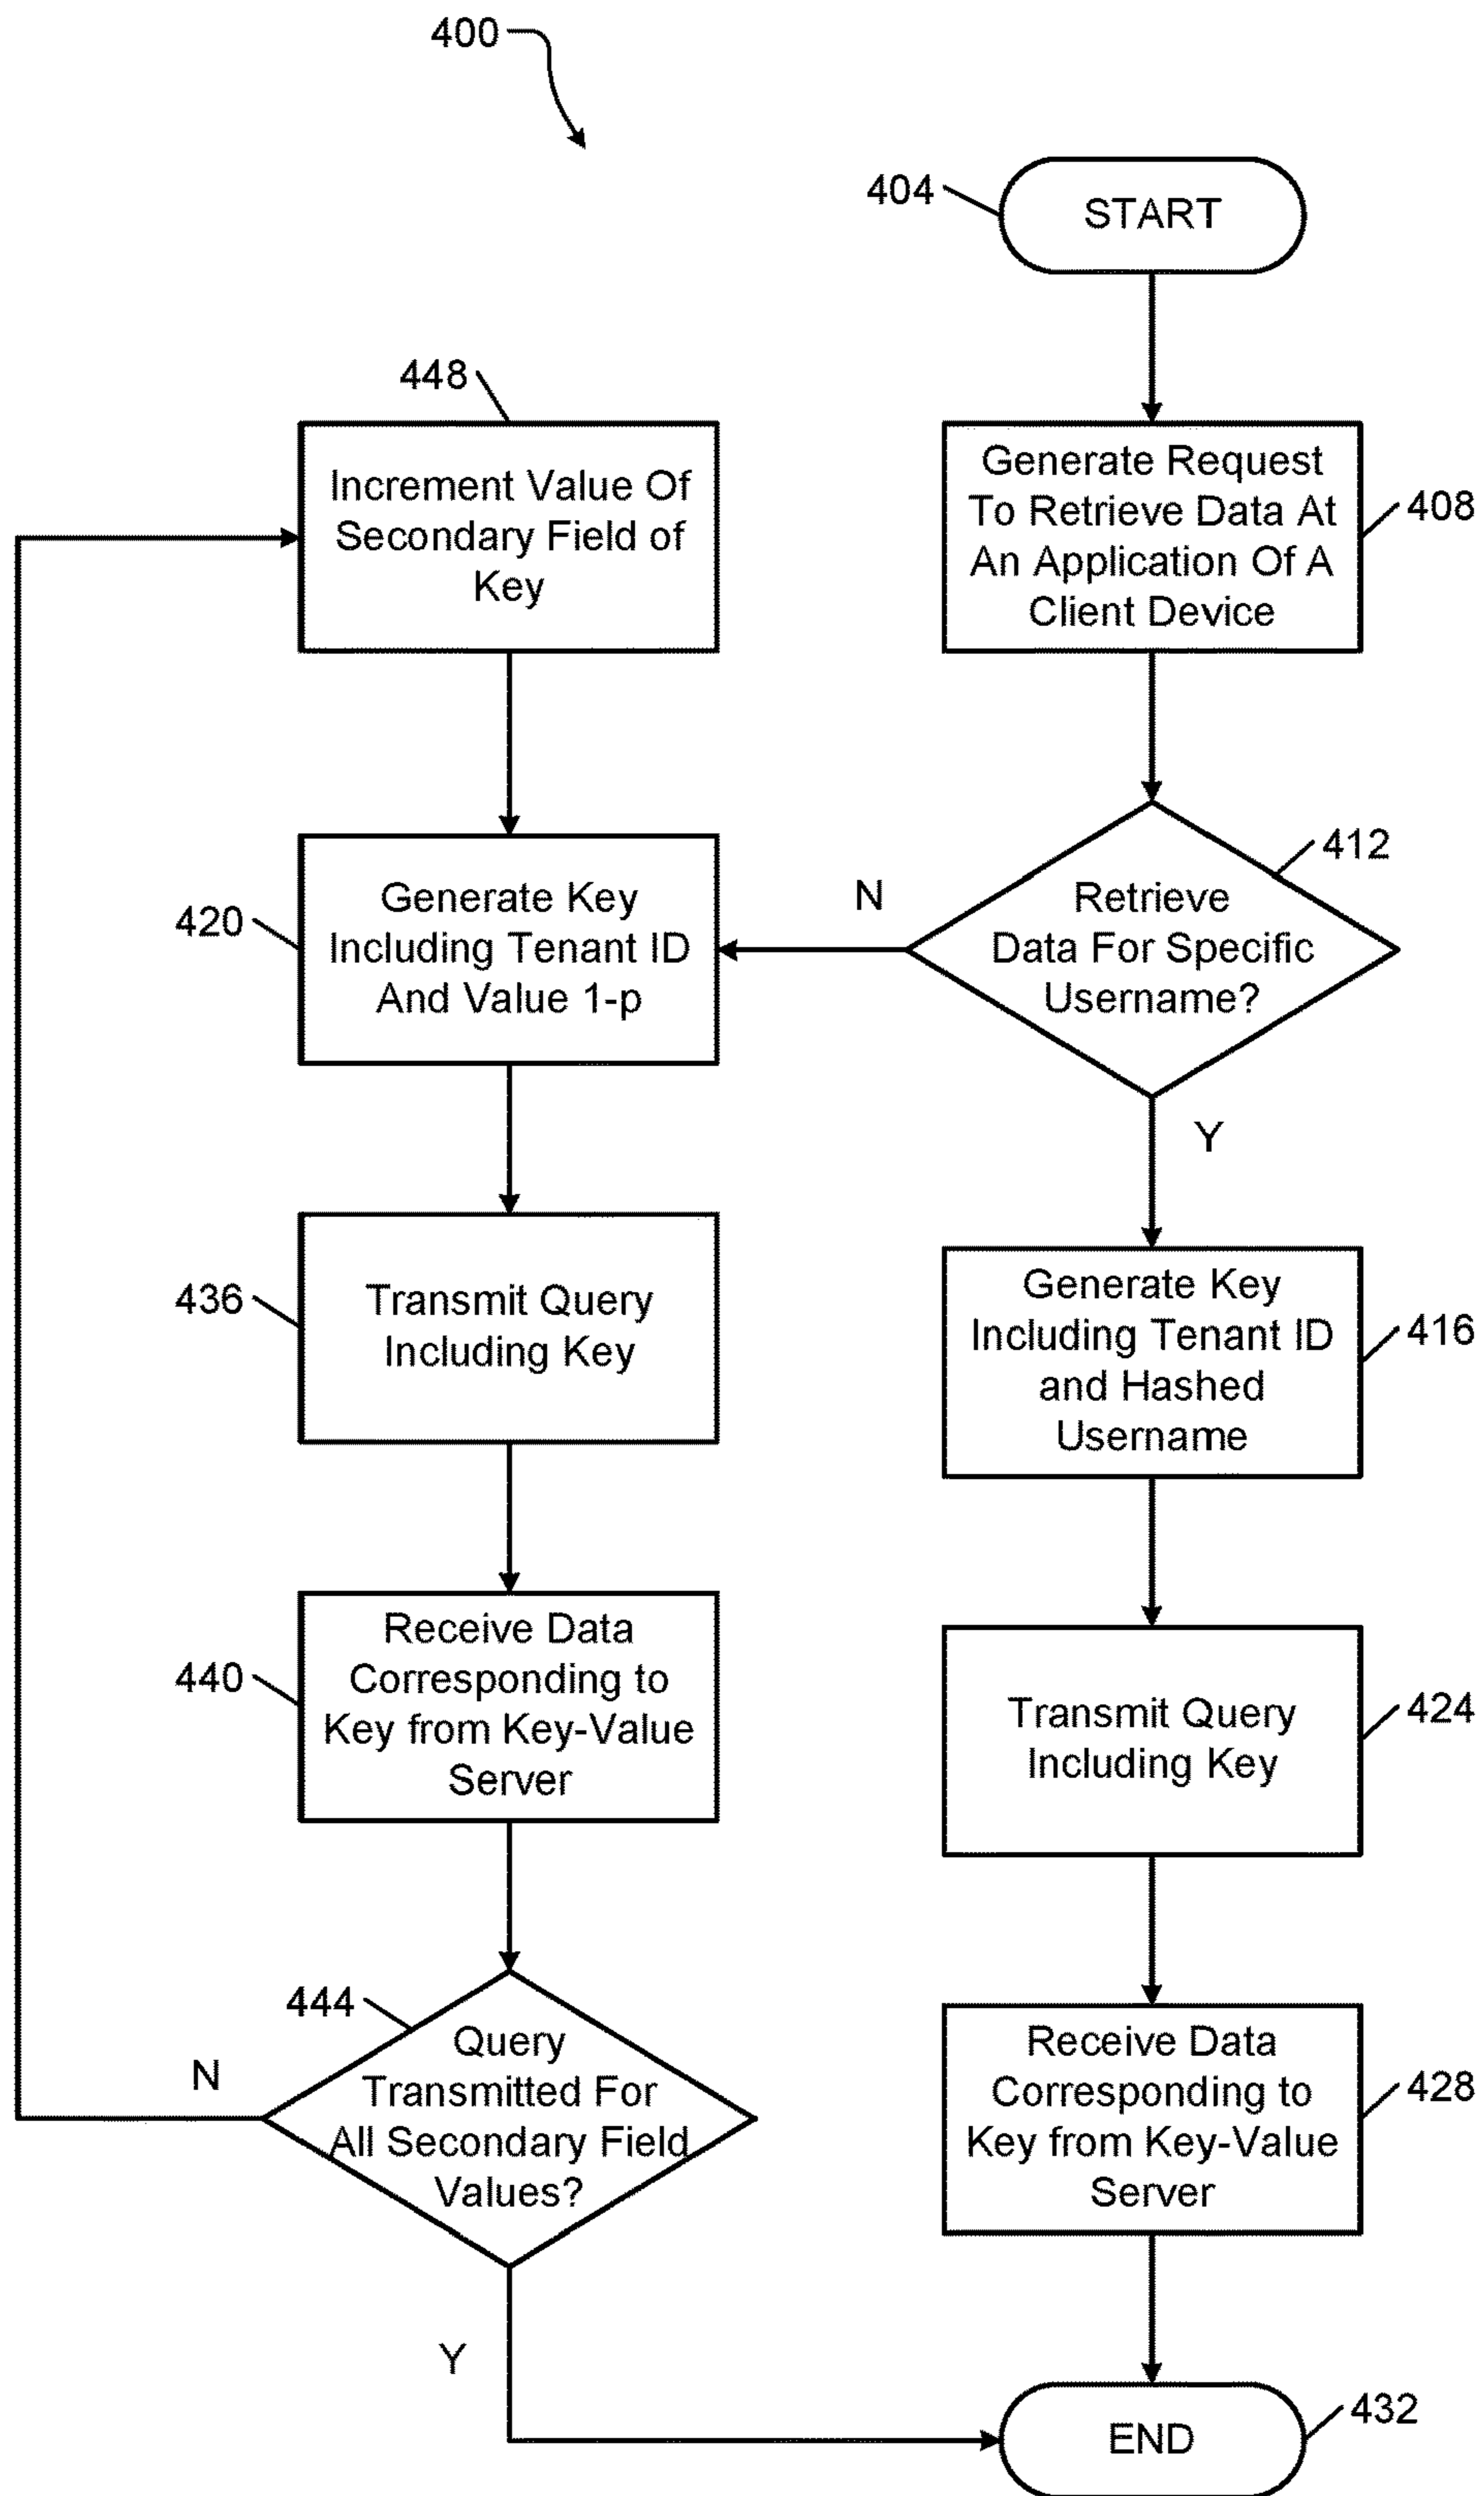 400
404
START
448
Increment Value Of
Secondary Field of
Key
Generate Request
To Retrieve Data At
An Application Of A
Client Device
408
412
Retrieve
Data For Specific
Username?
N
Y
420
Generate Key
Including Tenant ID
And Value 1-p
436
Transmit Query
Including Key
Generate Key
Including Tenant ID
and Hashed
Username
416
440
Receive Data
Corresponding to
Key from Key-Value
Server
Transmit Query
Including Key
424
444
Query
Transmitted For
All Secondary Field
Values?
N
Y
Receive Data
Corresponding to
Key from Key-Value
Server
428
END
432